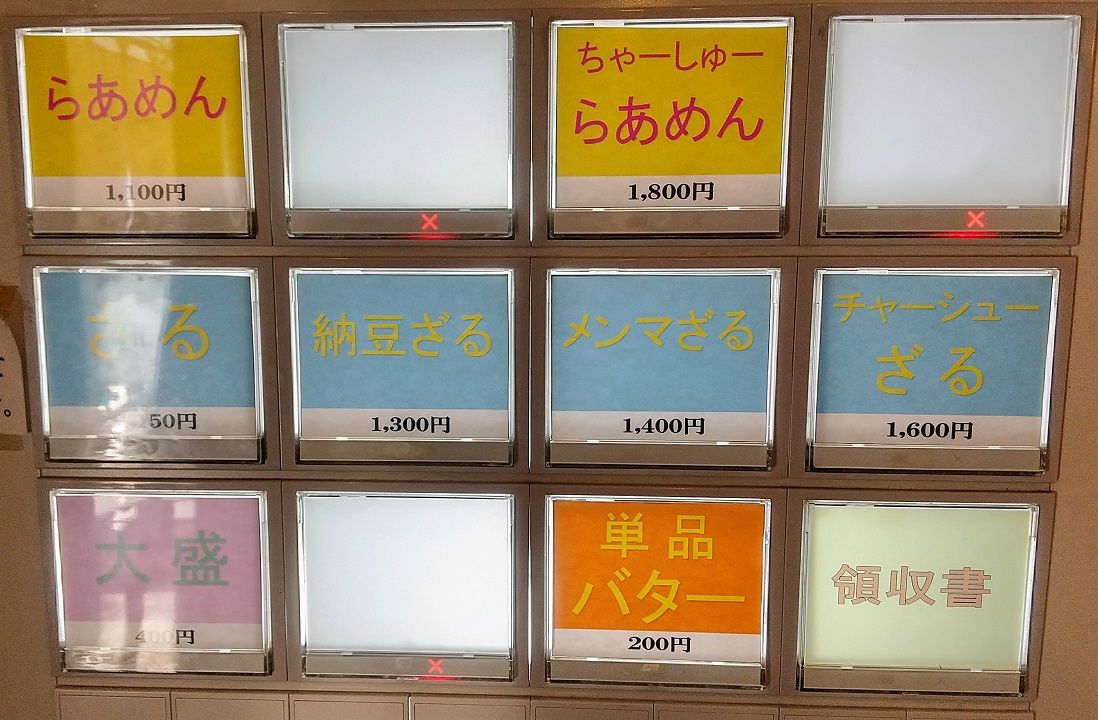 らあめん
1,100円
ちゃーしゅー
らあめん
1,800円
×
×
ざる
50円
納豆ざる
1,300円
メンマざる
1,400円
チャーシュー
ざる
1,600円
大盛
400円
×
単品
バター
200円
領収書